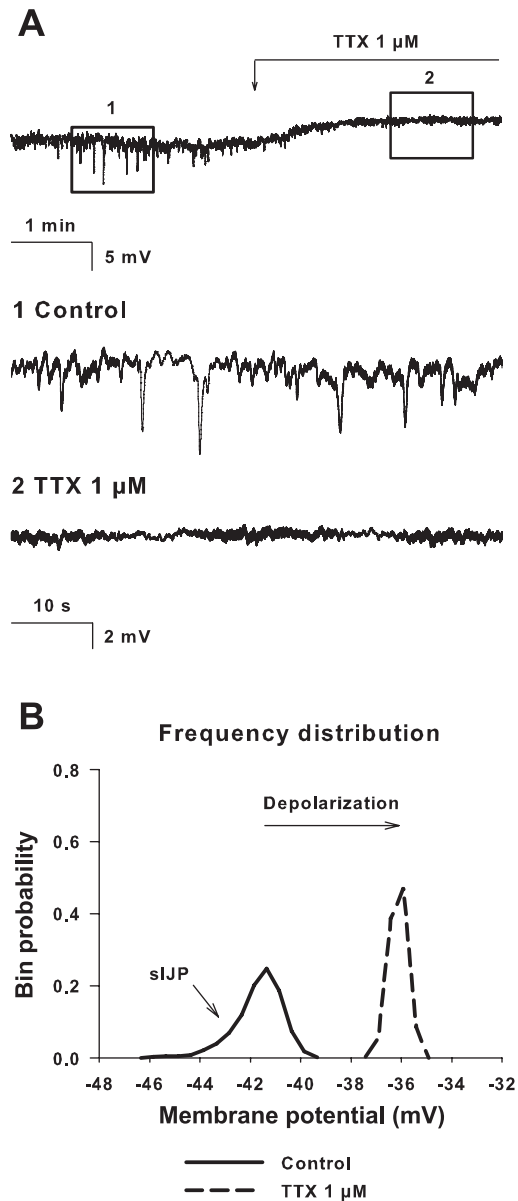 A
TTX 1 µM
1
2
1 min
5 mV
1 Control
2 TTX 1 µM
10 s
2 mV
B
Frequency distribution
0.8
Depolarization
0.6
0.4
sIJP
0.2
0.0
Bin probability
-48 -46 -44 -42 -40 -38 -36 -34 -32
Membrane potential (mV)
Control
TTX 1 µM